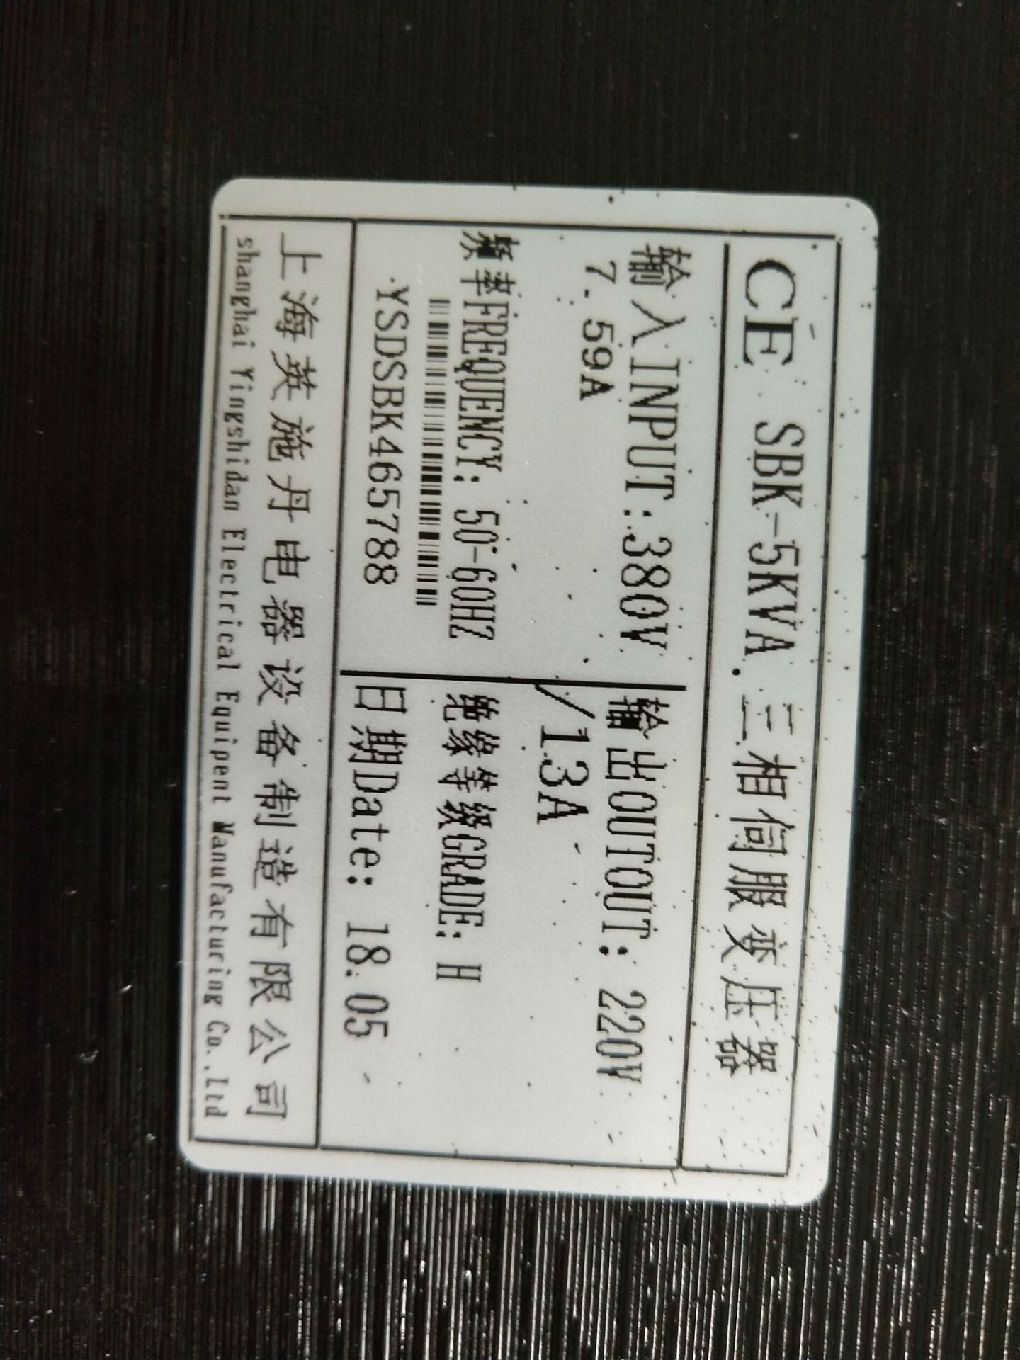 CE SBK-5KVA.三相伺服变压器
输入INPUT:380V
7.59A
输出OUTOUT: 220V
/13A
频率FREQUENCY: 50-60HZ
绝缘等级GRADE: H
YSDSBK465788
日期Date: 18.05
上海英施丹电器设备制造有限公司
shanghai Yingshidan Electrical Equipent Manufacturing Co.,ltd